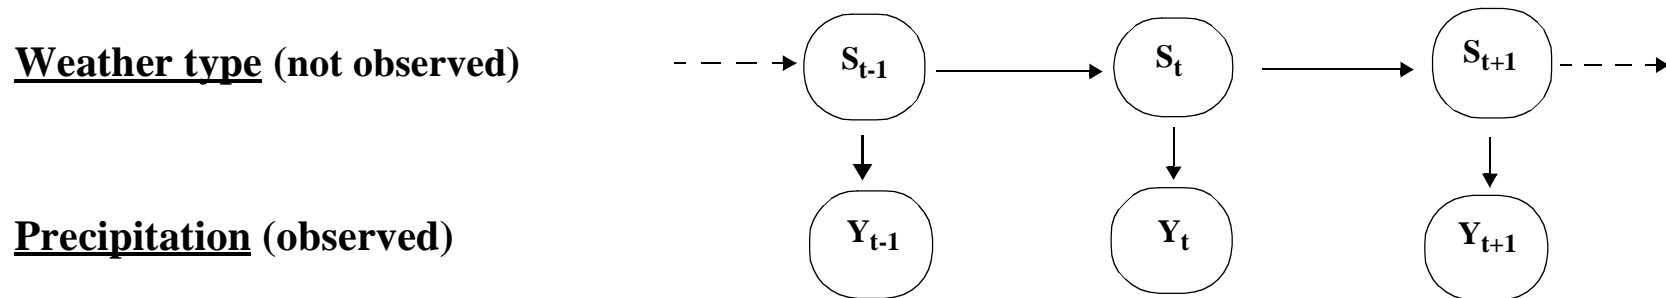 Weather type (not observed)
S_{t-1} S_t S_{t+1}
Precipitation (observed)
Y_{t-1} Y_t Y_{t+1}